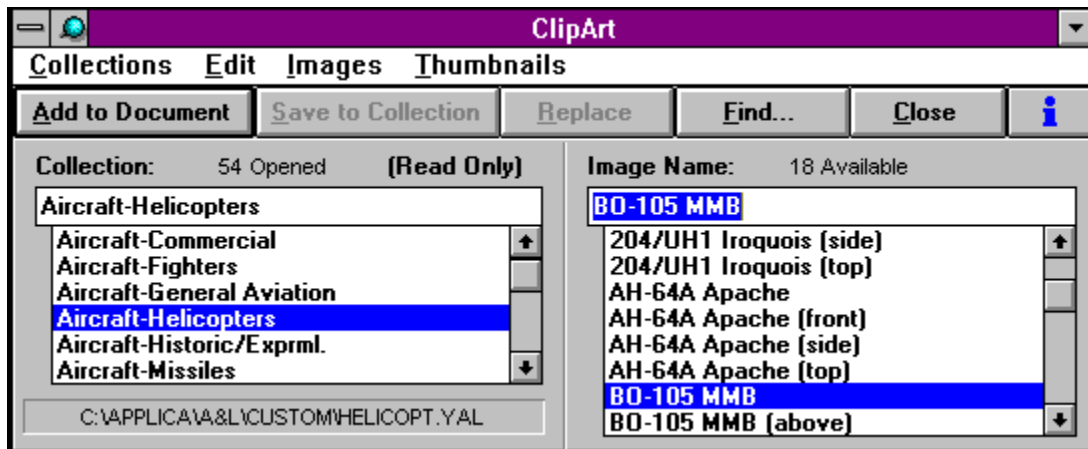 ClipArt
Collections Edit Images Thumbnails
Add to Document Save to Collection Replace Find... Close i
Collection: 54 Opened (Read Only)
Aircraft-Helicopters
Aircraft-Commercial
Aircraft-Fighters
Aircraft-General Aviation
Aircraft-Helicopters
Aircraft-Historic/Exprml.
Aircraft-Missiles
C:\APPLICA\A&L\CUSTOM\HELICOPT.YAL
Image Name: 18 Available
BO-105 MMB
204/UH1 Iroquois (side)
204/UH1 Iroquois (top)
AH-64A Apache
AH-64A Apache (front)
AH-64A Apache (side)
AH-64A Apache (top)
BO-105 MMB
BO-105 MMB (above)